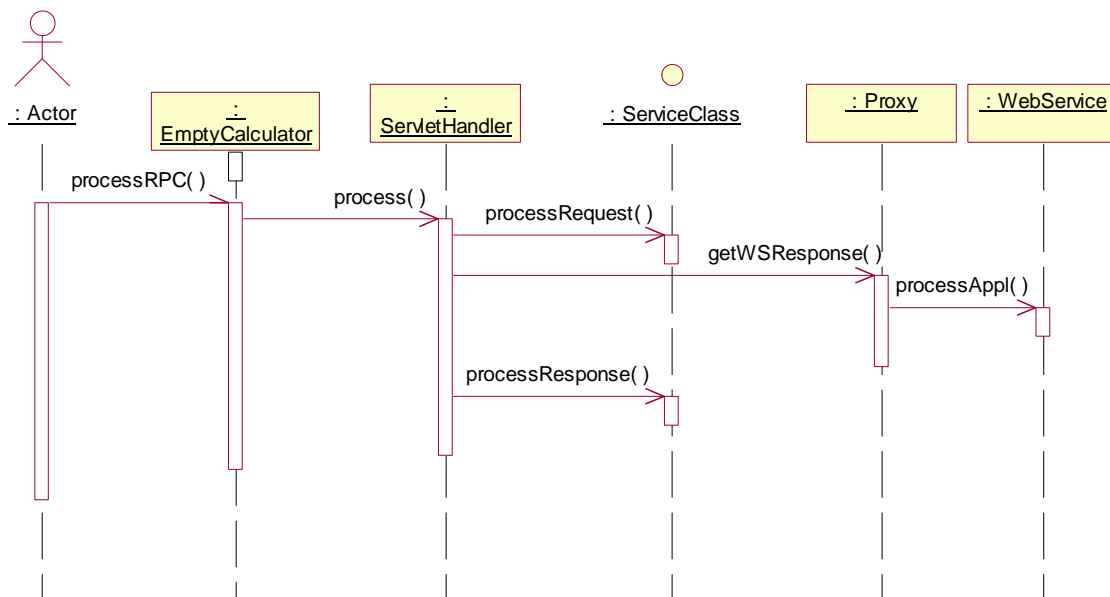 : Actor
:
EmptyCalculator
:
ServletHandler
: ServiceClass
: Proxy
: WebService
processRPC( )
process( )
processRequest( )
getWSResponse( )
processAppl( )
processResponse( )